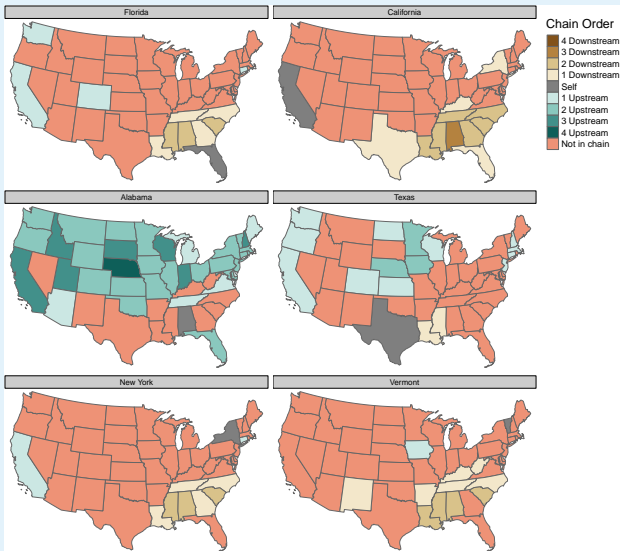 Florida
California
Chain Order
4 Downstream
3 Downstream
2 Downstream
1 Downstream
Self
1 Upstream
2 Upstream
3 Upstream
4 Upstream
Not in chain
Alabama
Texas
New York
Vermont